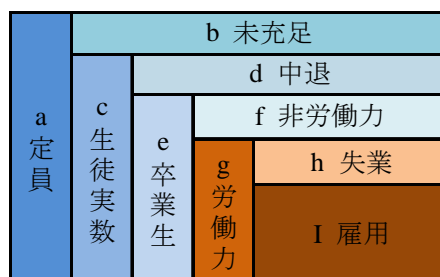 b 未充足
d 中退
f 非労働力
h 失業
I 雇用
a 定員
c 生徒実数
e 卒業生
g 労働力